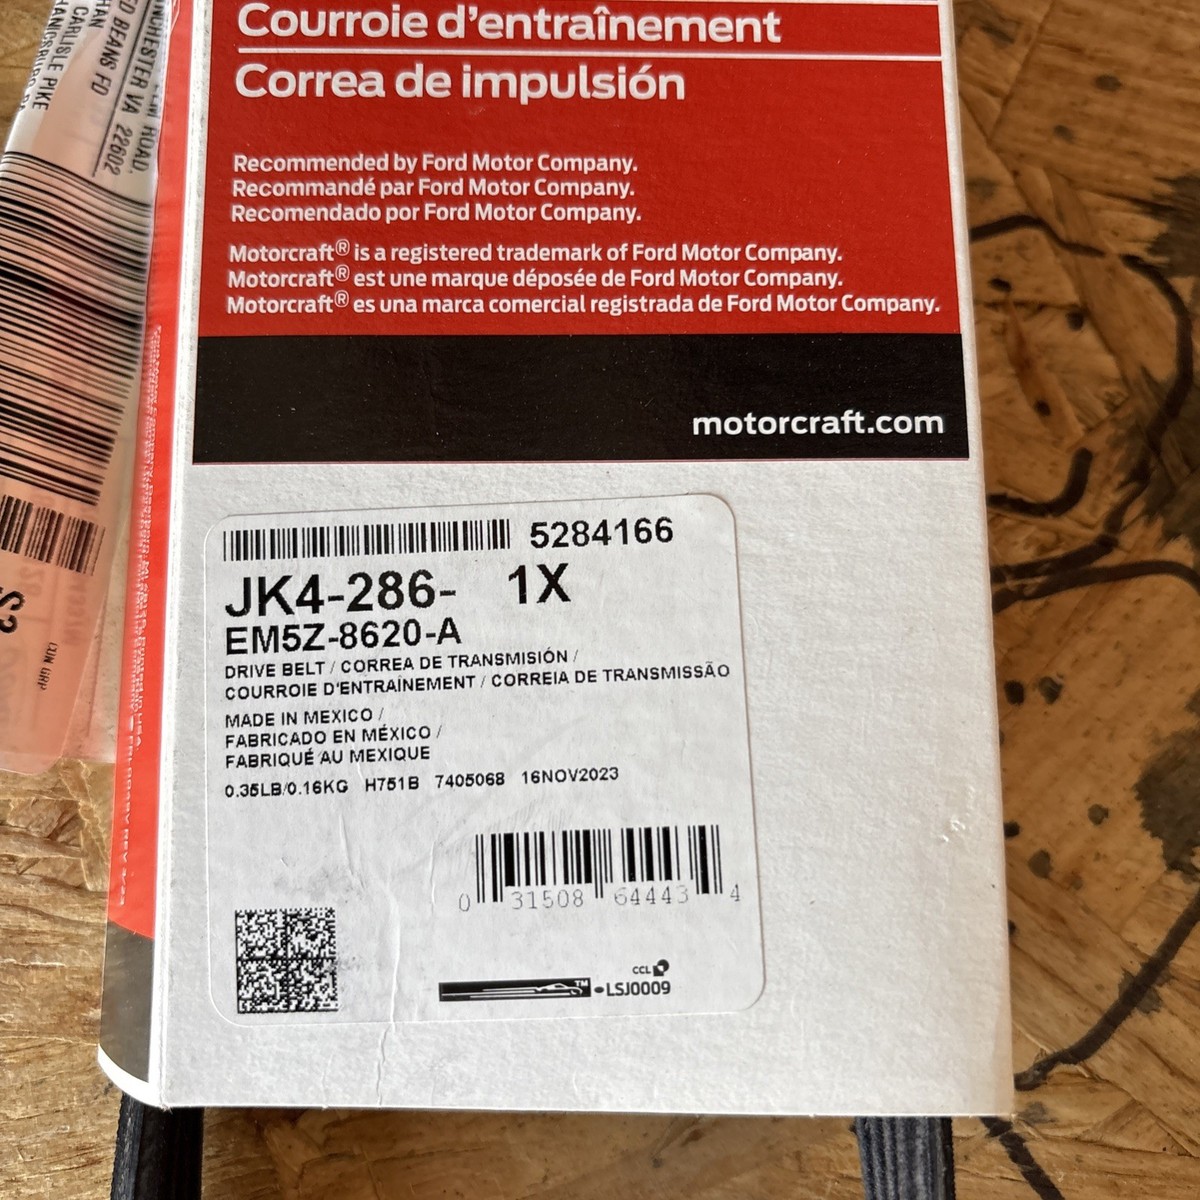 Courroie d'entraînement
Correa de impulsión
Recommended by Ford Motor Company.
Recommandé par Ford Motor Company.
Recomendado por Ford Motor Company.
Motorcraft® is a registered trademark of Ford Motor Company.
Motorcraft® est une marque déposée de Ford Motor Company.
Motorcraft® es una marca comercial registrada de Ford Motor Company.
motorcraft.com
5284166
JK4-286- 1X
EM5Z-8620-A
DRIVE BELT / CORREA DE TRANSMISIÓN /
COURROIE D'ENTRAÎNEMENT / CORREIA DE TRANSMISSÃO
MADE IN MEXICO /
FABRICADO EN MÉXICO /
FABRIQUÉ AU MEXIQUE
0.35LB/0.16KG H751B 7405068 16NOV2023
0 31508 64443 4
CCL
TM
LSJ0009
ROAD,
VA 22602
BEANS FD
CARLISLE PIKE